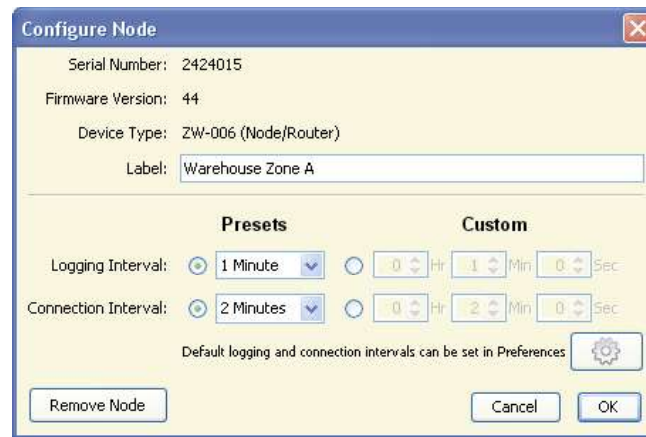 Configure Node
Serial Number: 2424015
Firmware Version: 44
Device Type: ZW-006 (Node/Router)
Label: Warehouse Zone A
Presets Custom
Logging Interval: 1 Minute 0 Hr 1 Min 0 Sec
Connection Interval: 2 Minutes 0 Hr 2 Min 0 Sec
Default logging and connection intervals can be set in Preferences
Remove Node Cancel OK